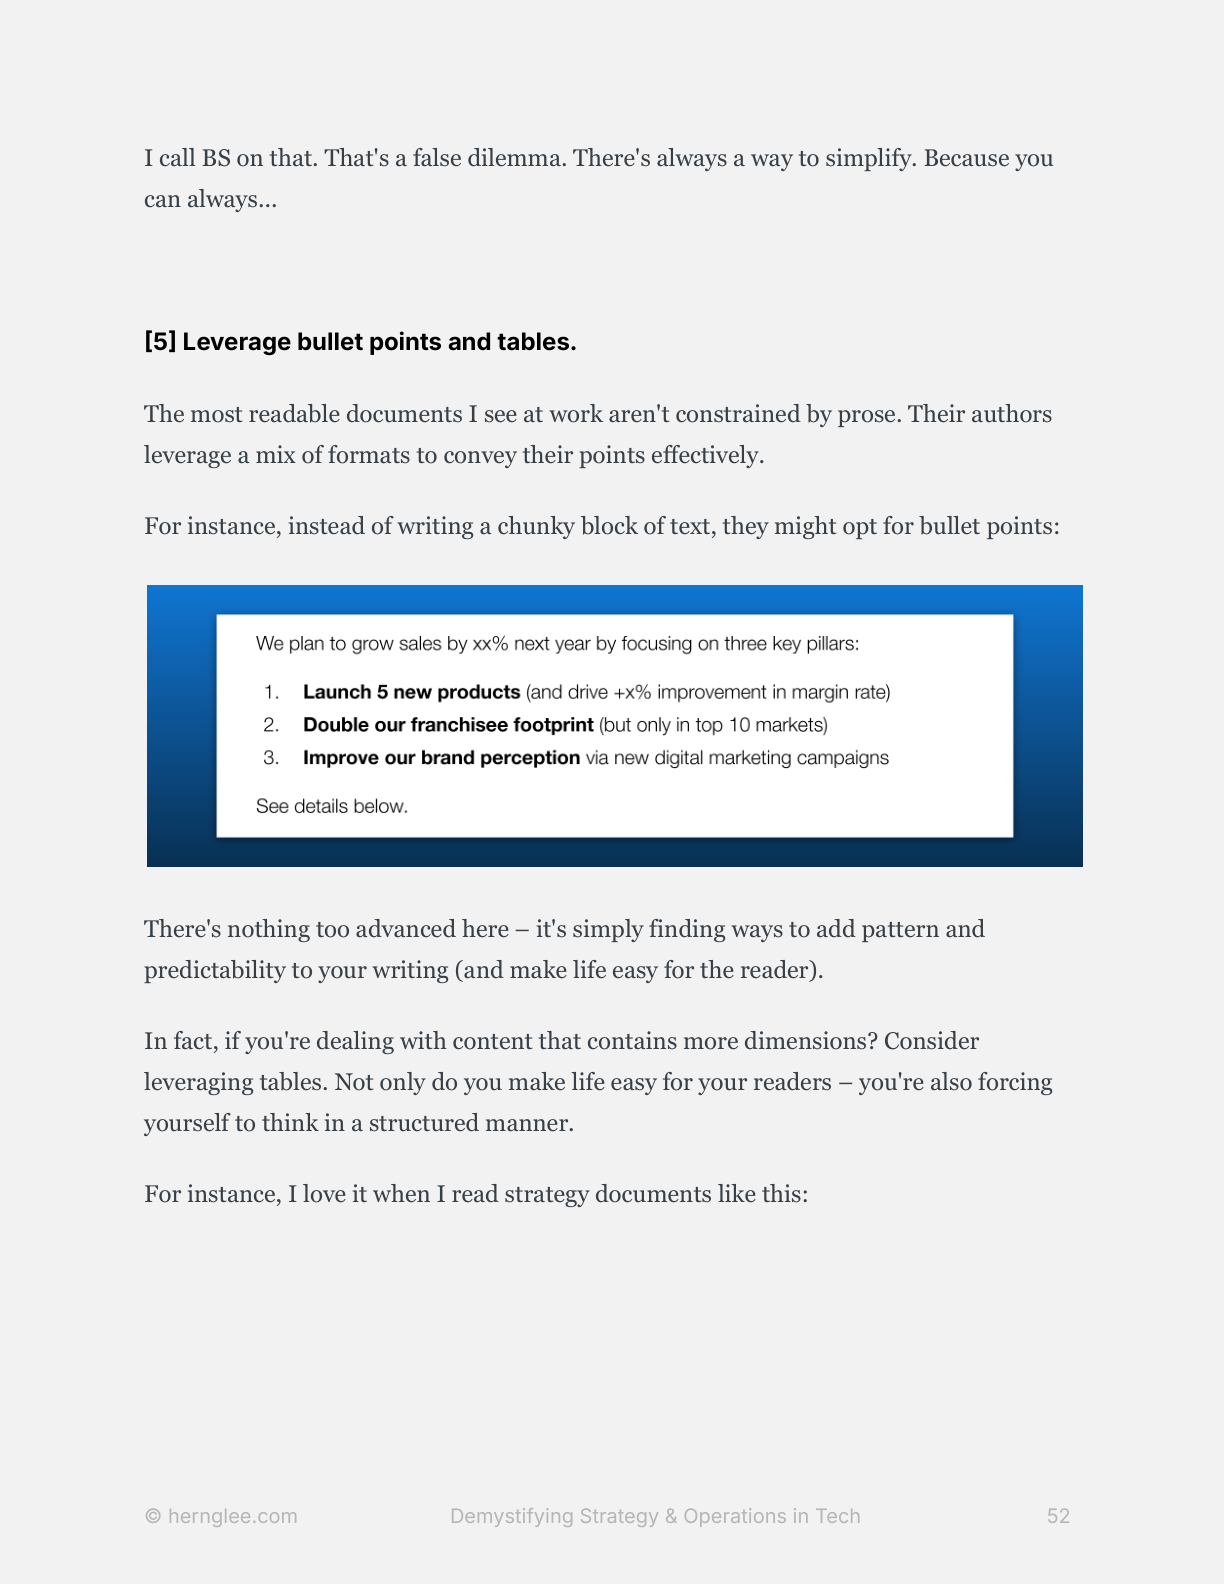 I call BS on that. That's a false dilemma. There's always a way to simplify. Because you
can always...
[5] Leverage bullet points and tables.
The most readable documents I see at work aren't constrained by prose. Their authors
leverage a mix of formats to convey their points effectively.
For instance, instead of writing a chunky block of text, they might opt for bullet points:
We plan to grow sales by xx% next year by focusing on three key pillars:
1. Launch 5 new products (and drive +x% improvement in margin rate)
2. Double our franchisee footprint (but only in top 10 markets)
3. Improve our brand perception via new digital marketing campaigns
See details below.
There's nothing too advanced here – it's simply finding ways to add pattern and
predictability to your writing (and make life easy for the reader).
In fact, if you're dealing with content that contains more dimensions? Consider
leveraging tables. Not only do you make life easy for your readers – you're also forcing
yourself to think in a structured manner.
For instance, I love it when I read strategy documents like this:
© hernglee.com Demystifying Strategy & Operations in Tech 52